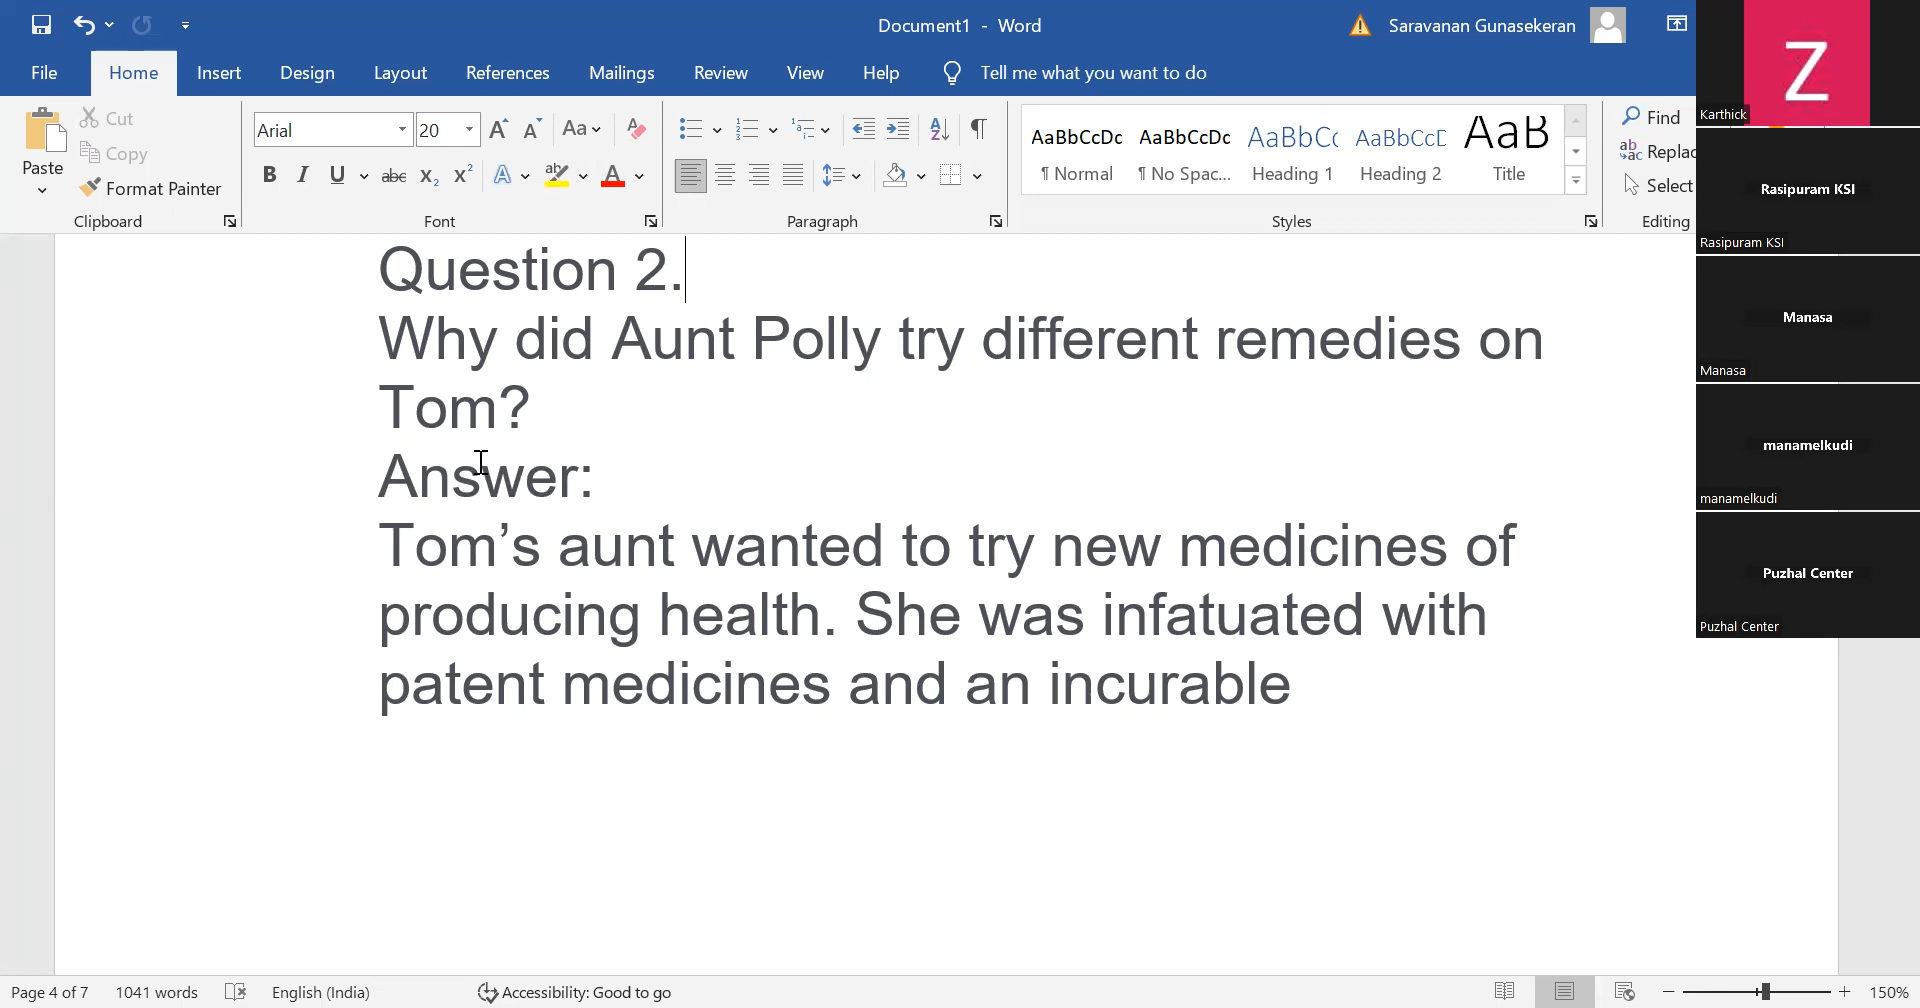 Document1 - Word
Saravanan Gunasekeran
File Home Insert Design Layout References Mailings Review View Help Tell me what you want to do
Paste
Cut
Copy
Format Painter
Clipboard
Arial 20
Font
Paragraph
AaBbCcDc AaBbCcDc AaBbCc AaBbCcD AaB
¶ Normal ¶ No Spac... Heading 1 Heading 2 Title
Styles
Find
Replac
Select
Editing
Question 2.
Why did Aunt Polly try different remedies on
Tom?
Answer:
Tom’s aunt wanted to try new medicines of
producing health. She was infatuated with
patent medicines and an incurable
Z
Karthick
Rasipuram KSI
Rasipuram KSI
Manasa
Manasa
manamelkudi
manamelkudi
Puzhal Center
Puzhal Center
Page 4 of 7 1041 words English (India) Accessibility: Good to go 150%